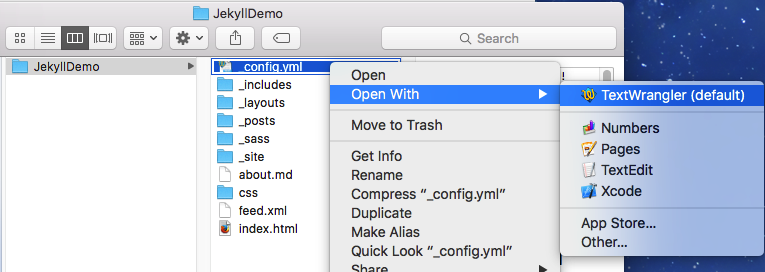 JekyllDemo
Search
JekyllDemo
_config.yml
_includes
_layouts
_posts
_sass
_site
about.md
css
feed.xml
index.html
Open
Open With
Move to Trash
Get Info
Rename
Compress “_config.yml”
Duplicate
Make Alias
Quick Look “_config.yml”
Share
TextWrangler (default)
Numbers
Pages
TextEdit
Xcode
App Store...
Other...